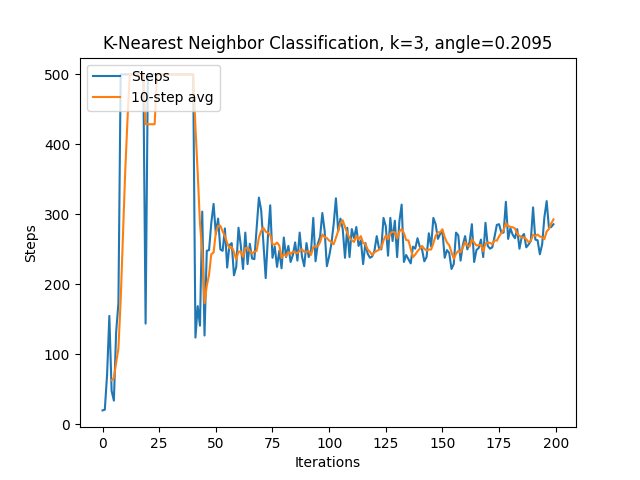 K-Nearest Neighbor Classification, k=3, angle=0.2095
500
400
300
200
100
0
Steps
Steps
10-step avg
0 25 50 75 100 125 150 175 200
Iterations